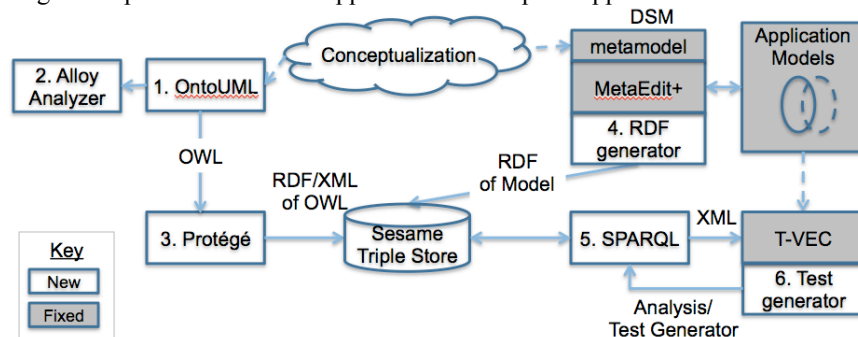 DSM
Conceptualization
metamodel
Application
Models
2. Alloy
Analyzer
1. OntoUML
MetaEdit+
4. RDF
generator
OWL
RDF
of Model
RDF/XML
of OWL
XML
3. Protégé
Sesame
Triple Store
5. SPARQL
T-VEC
Key
New
Fixed
6. Test
generator
Analysis/
Test Generator